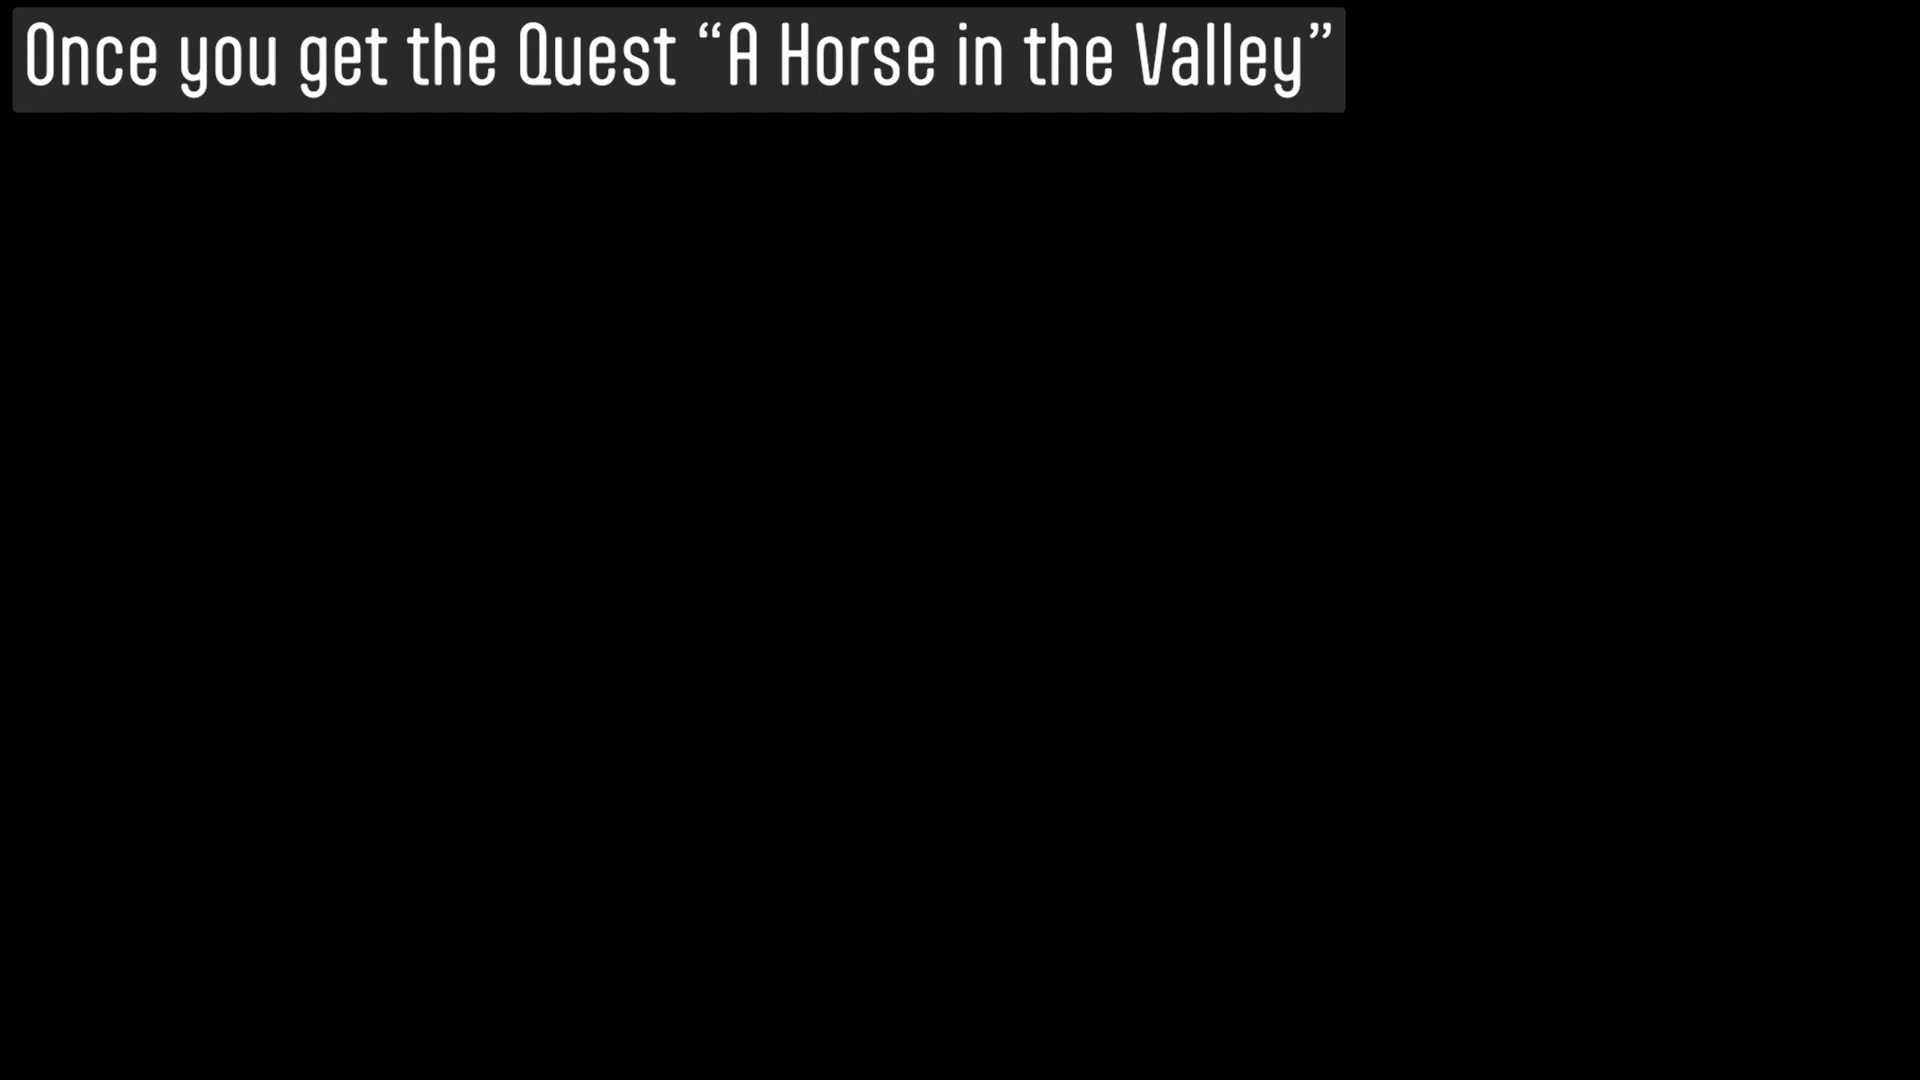 Once you get the Quest “A Horse in the Valley”